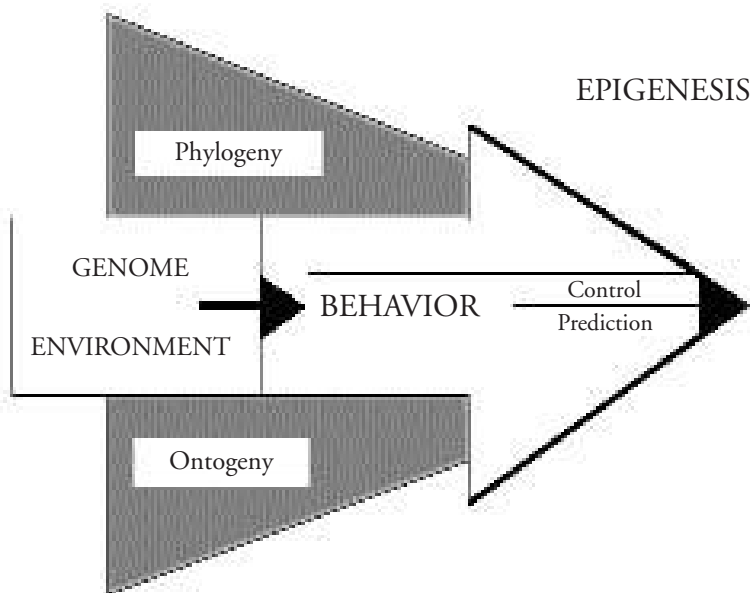 EPIGENESIS
Phylogeny
GENOME
ENVIRONMENT
BEHAVIOR
Control
Prediction
Ontogeny